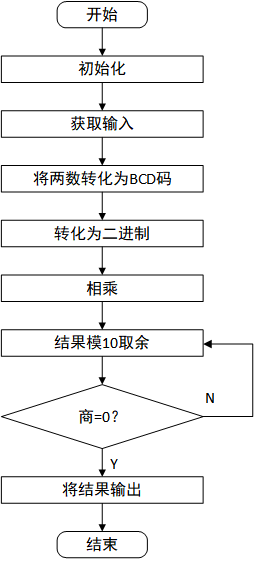 开始
初始化
获取输入
将两数转化为BCD码
转化为二进制
相乘
结果模10取余
商=0?
N
Y
将结果输出
结束